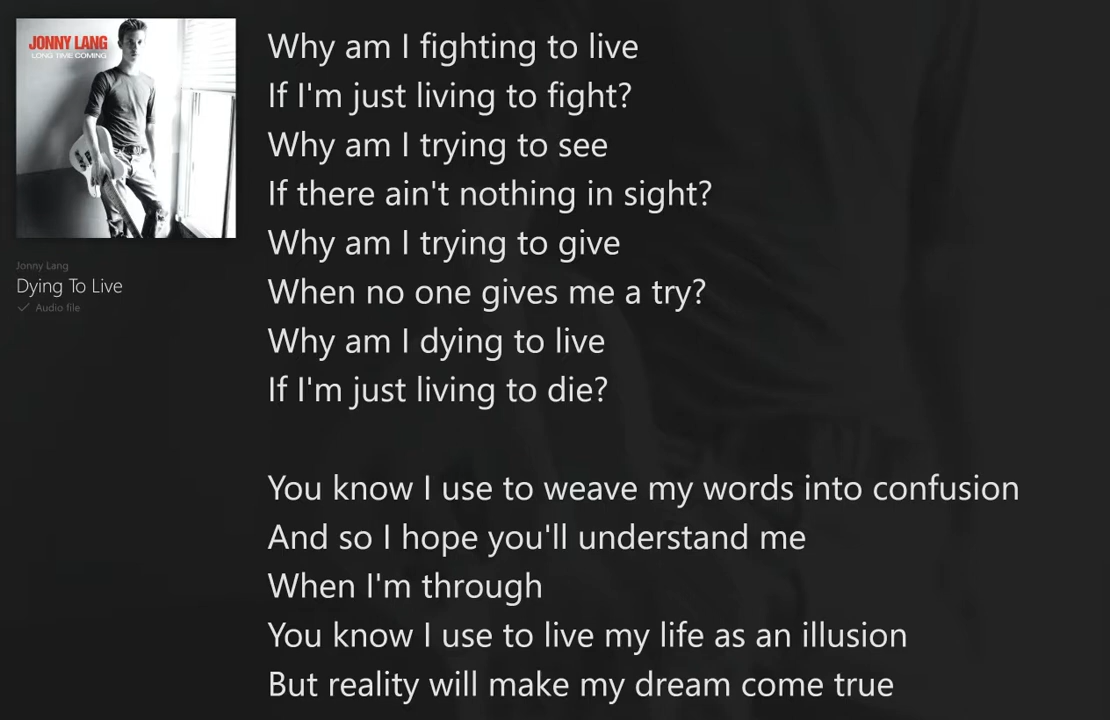 JONNY LANG
LONG TIME COMING
Jonny Lang
Dying To Live
Audio file
Why am I fighting to live
If I'm just living to fight?
Why am I trying to see
If there ain't nothing in sight?
Why am I trying to give
When no one gives me a try?
Why am I dying to live
If I'm just living to die?
You know I use to weave my words into confusion
And so I hope you'll understand me
When I'm through
You know I use to live my life as an illusion
But reality will make my dream come true